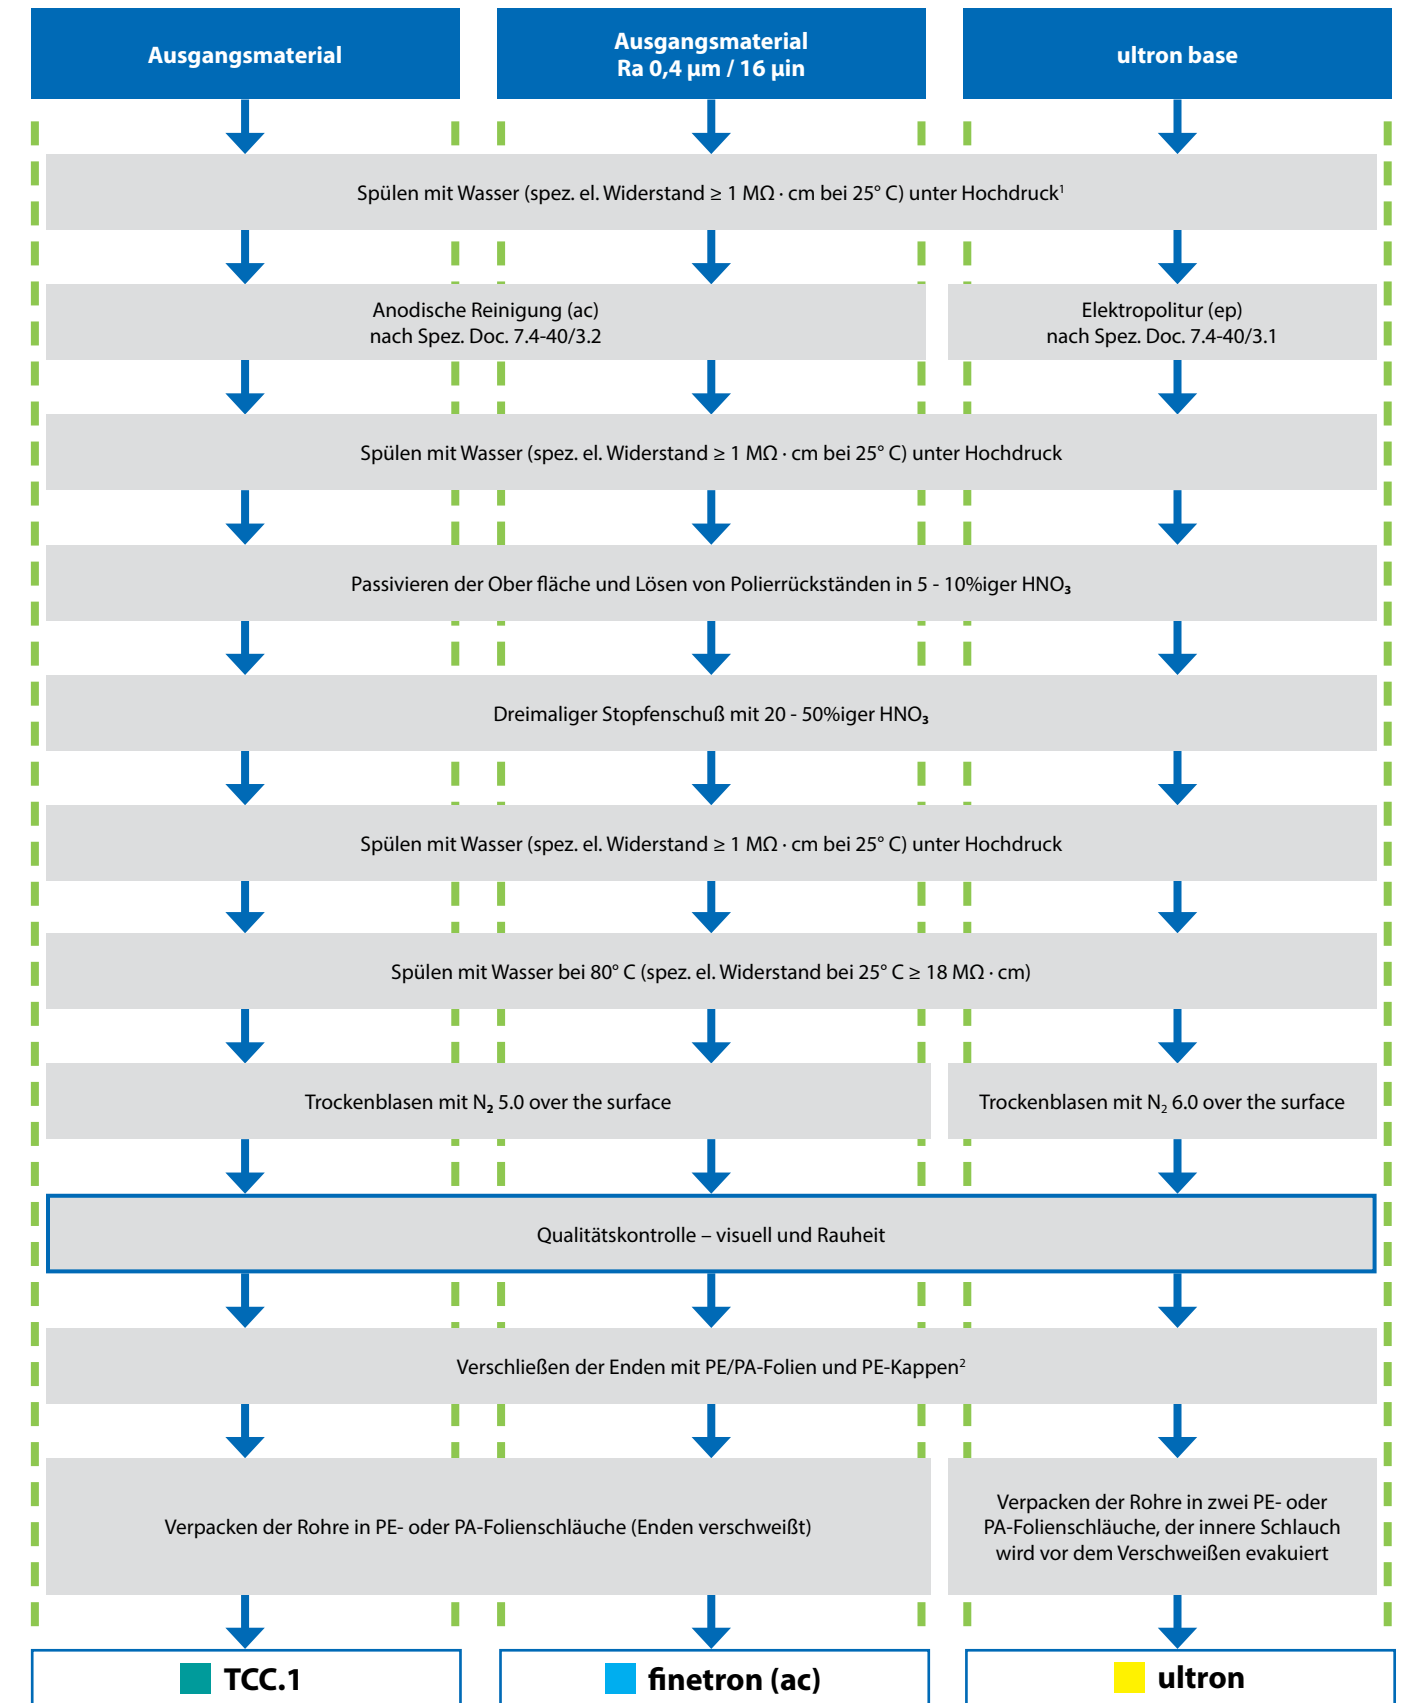 Ausgangsmaterial
Ausgangsmaterial
Ra 0,4 µm / 16 µin
ultron base
Spülen mit Wasser (spez. el. Widerstand ≥ 1 MΩ · cm bei 25° C) unter Hochdruck¹
Anodische Reinigung (ac)
nach Spez. Doc. 7.4-40/3.2
Elektropolitur (ep)
nach Spez. Doc. 7.4-40/3.1
Spülen mit Wasser (spez. el. Widerstand ≥ 1 MΩ · cm bei 25° C) unter Hochdruck
Passivieren der Ober fläche und Lösen von Polierrückständen in 5 - 10%iger HNO₃
Dreimaliger Stopfenschuß mit 20 - 50%iger HNO₃
Spülen mit Wasser (spez. el. Widerstand ≥ 1 MΩ · cm bei 25° C) unter Hochdruck
Spülen mit Wasser bei 80° C (spez. el. Widerstand bei 25° C ≥ 18 MΩ · cm)
Trockenblasen mit N₂ 5.0 over the surface
Trockenblasen mit N₂ 6.0 over the surface
Qualitätskontrolle – visuell und Rauheit
Verschließen der Enden mit PE/PA-Folien und PE-Kappen²
Verpacken der Rohre in PE- oder PA-Folienschläuche (Enden verschweißt)
Verpacken der Rohre in zwei PE- oder
PA-Folienschläuche, der innere Schlauch
wird vor dem Verschweißen evakuiert
TCC.1
finetron (ac)
ultron